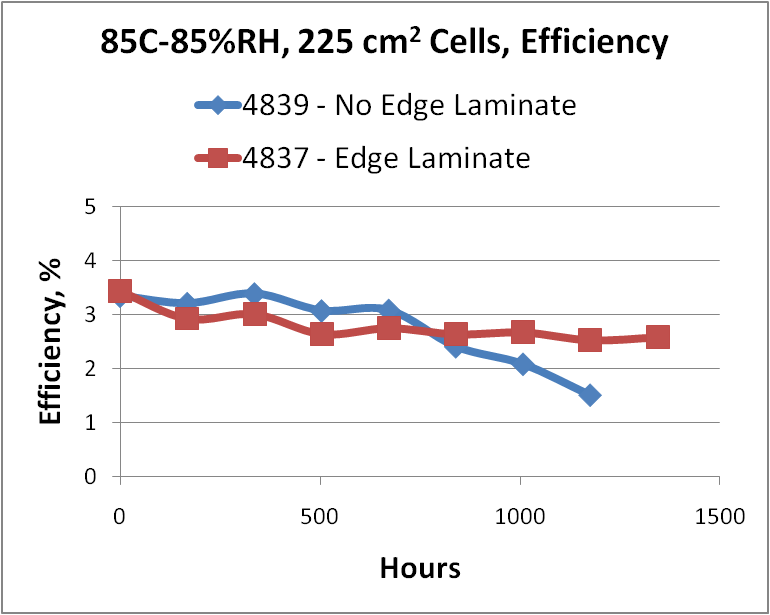 85C-85%RH, 225 cm² Cells, Efficiency
4839 - No Edge Laminate
4837 - Edge Laminate
5
4
3
2
1
0
Efficiency, %
0 500 1000 1500
Hours